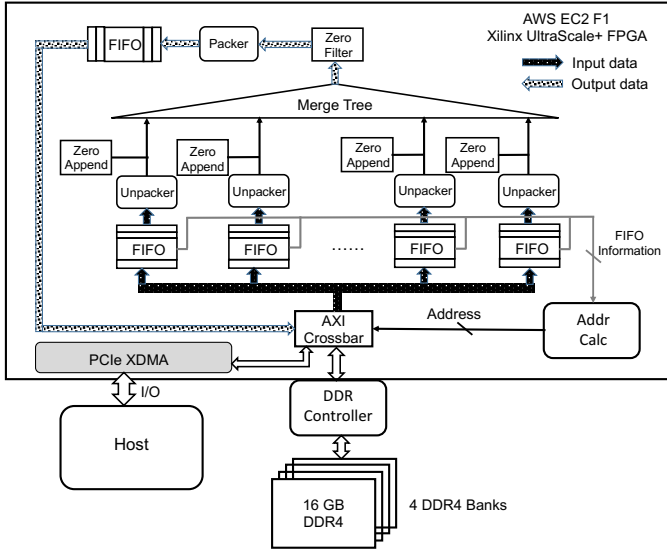 AWS EC2 F1
Xilinx UltraScale+ FPGA
Input data
Output data
FIFO
Packer
Zero
Filter
Merge Tree
Zero
Append
Zero
Append
Zero
Append
Zero
Append
Unpacker
Unpacker
Unpacker
Unpacker
FIFO
FIFO
......
FIFO
FIFO
FIFO
Information
AXI
Crossbar
Address
Addr
Calc
PCIe XDMA
I/O
DDR
Controller
Host
16 GB
DDR4
4 DDR4 Banks